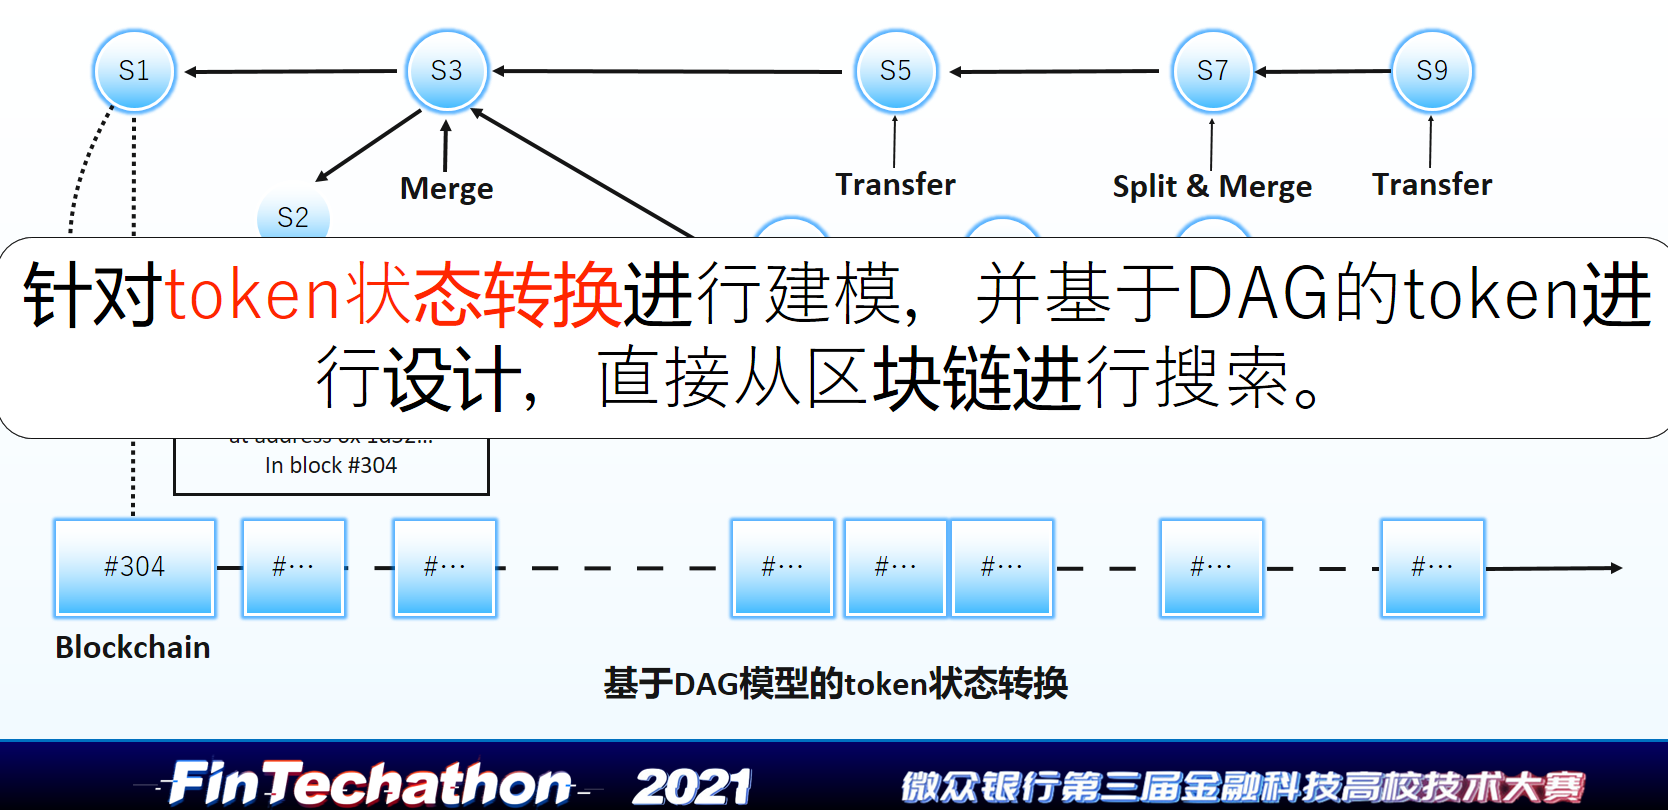 S1
S3
S5
S7
S9
Merge
Transfer
Split & Merge
Transfer
S2
针对token状态转换进行建模，并基于DAG的token进
行设计，直接从区块链进行搜索。
In block #304
#304
#…
#…
#…
#…
#…
#…
#…
Blockchain
基于DAG模型的token状态转换
FinTechathon 2021
微众银行第三届金融科技高校技术大赛